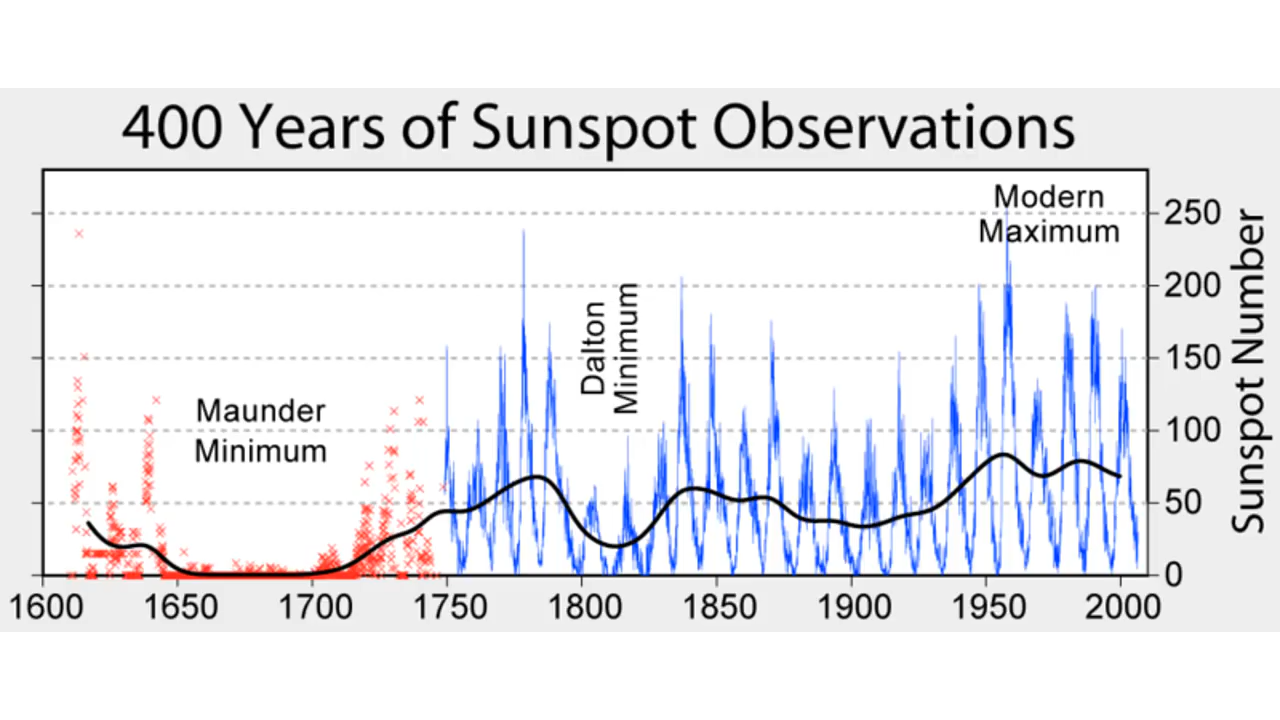 400 Years of Sunspot Observations
Modern
Maximum
Dalton
Minimum
Maunder
Minimum
250
200
150
100
50
0
Sunspot Number
1600 1650 1700 1750 1800 1850 1900 1950 2000